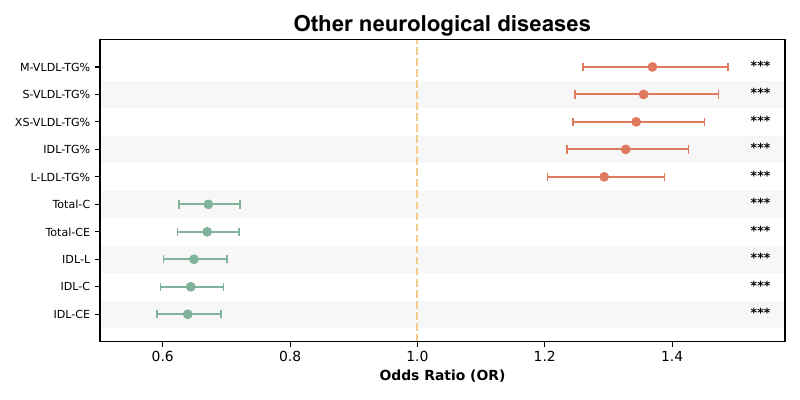 Other neurological diseases
M-VLDL-TG% ***
S-VLDL-TG% ***
XS-VLDL-TG% ***
IDL-TG% ***
L-LDL-TG% ***
Total-C ***
Total-CE ***
IDL-L ***
IDL-C ***
IDL-CE ***
0.6 0.8 1.0 1.2 1.4
Odds Ratio (OR)